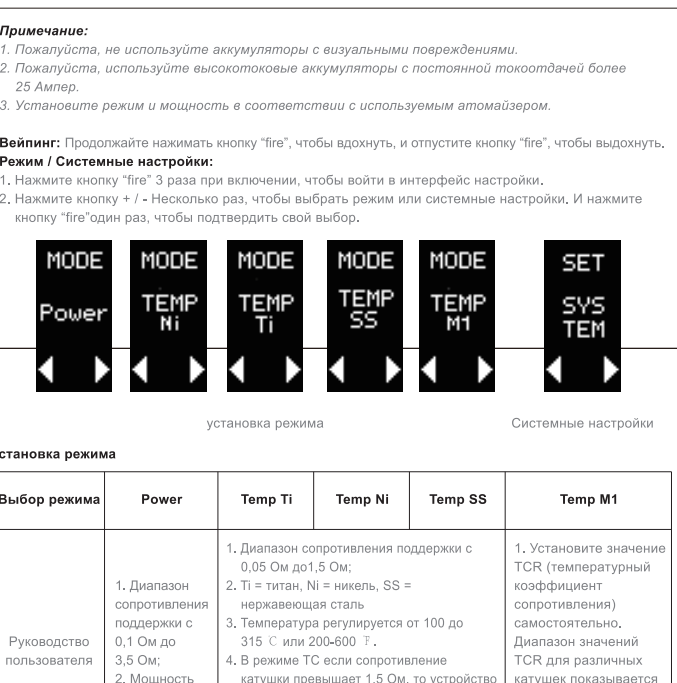 Примечание:
1. Пожалуйста, не используйте аккумуляторы с визуальными повреждениями.
2. Пожалуйста, используйте высокотоковые аккумуляторы с постоянной токоотдачей более
25 Ампер.
3. Установите режим и мощность в соответствии с используемым атомайзером.
Вейпинг: Продолжайте нажимать кнопку “fire”, чтобы вдохнуть, и отпустите кнопку “fire”, чтобы выдохнуть.
Режим / Системные настройки:
1. Нажмите кнопку “fire” 3 раза при включении, чтобы войти в интерфейс настройки.
2. Нажмите кнопку + / - Несколько раз, чтобы выбрать режим или системные настройки. И нажмите
кнопку “fire”один раз, чтобы подтвердить свой выбор.
MODE MODE MODE MODE MODE SET
Power TEMP Ni TEMP Ti TEMP SS TEMP M1 SYS TEM
установка режима Системные настройки
становка режима
Выбор режима Power Temp Ti Temp Ni Temp SS Temp M1
Руководство
пользователя
1. Диапазон
сопротивления
поддержки с
0,1 Ом до
3,5 Ом;
2. Мощность
1. Диапазон сопротивления поддержки с
0,05 Ом до1,5 Ом;
2. Ti = титан, Ni = никель, SS =
нержавеющая сталь
3. Температура регулируется от 100 до
315 ℃ или 200-600 ℉.
4. В режиме ТС если сопротивление
катушки превышает 1,5 Ом, то устройство
1. Установите значение
TCR (температурный
коэффициент
сопротивления)
самостоятельно.
Диапазон значений
TCR для различных
катушек показывается